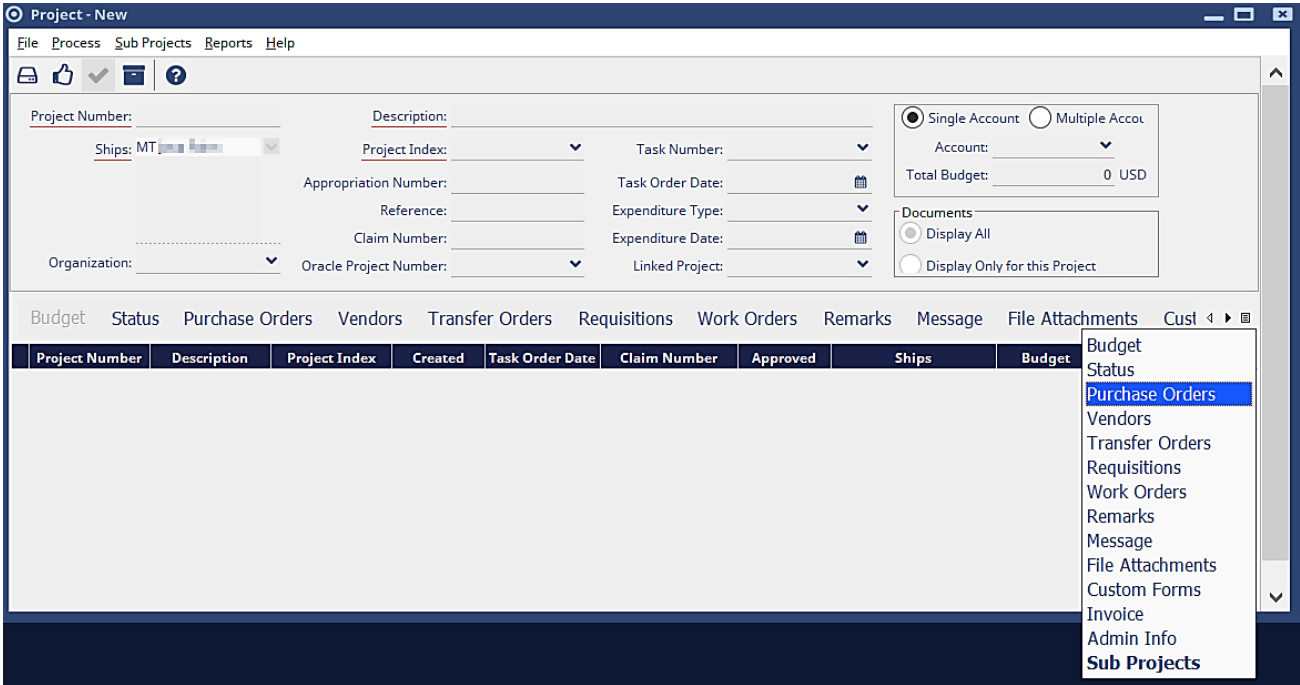 Project - New
File Process Sub Projects Reports Help
Project Number:
Description:
Single Account Multiple Accou
Ships: MT
Project Index:
Task Number:
Account:
Appropriation Number:
Task Order Date:
Total Budget: 0 USD
Reference:
Expenditure Type:
Documents
Display All
Claim Number:
Expenditure Date:
Organization:
Oracle Project Number:
Linked Project:
Display Only for this Project
Budget Status Purchase Orders Vendors Transfer Orders Requisitions Work Orders Remarks Message File Attachments Cust
Project Number Description Project Index Created Task Order Date Claim Number Approved Ships Budget
Budget
Status
Purchase Orders
Vendors
Transfer Orders
Requisitions
Work Orders
Remarks
Message
File Attachments
Custom Forms
Invoice
Admin Info
Sub Projects